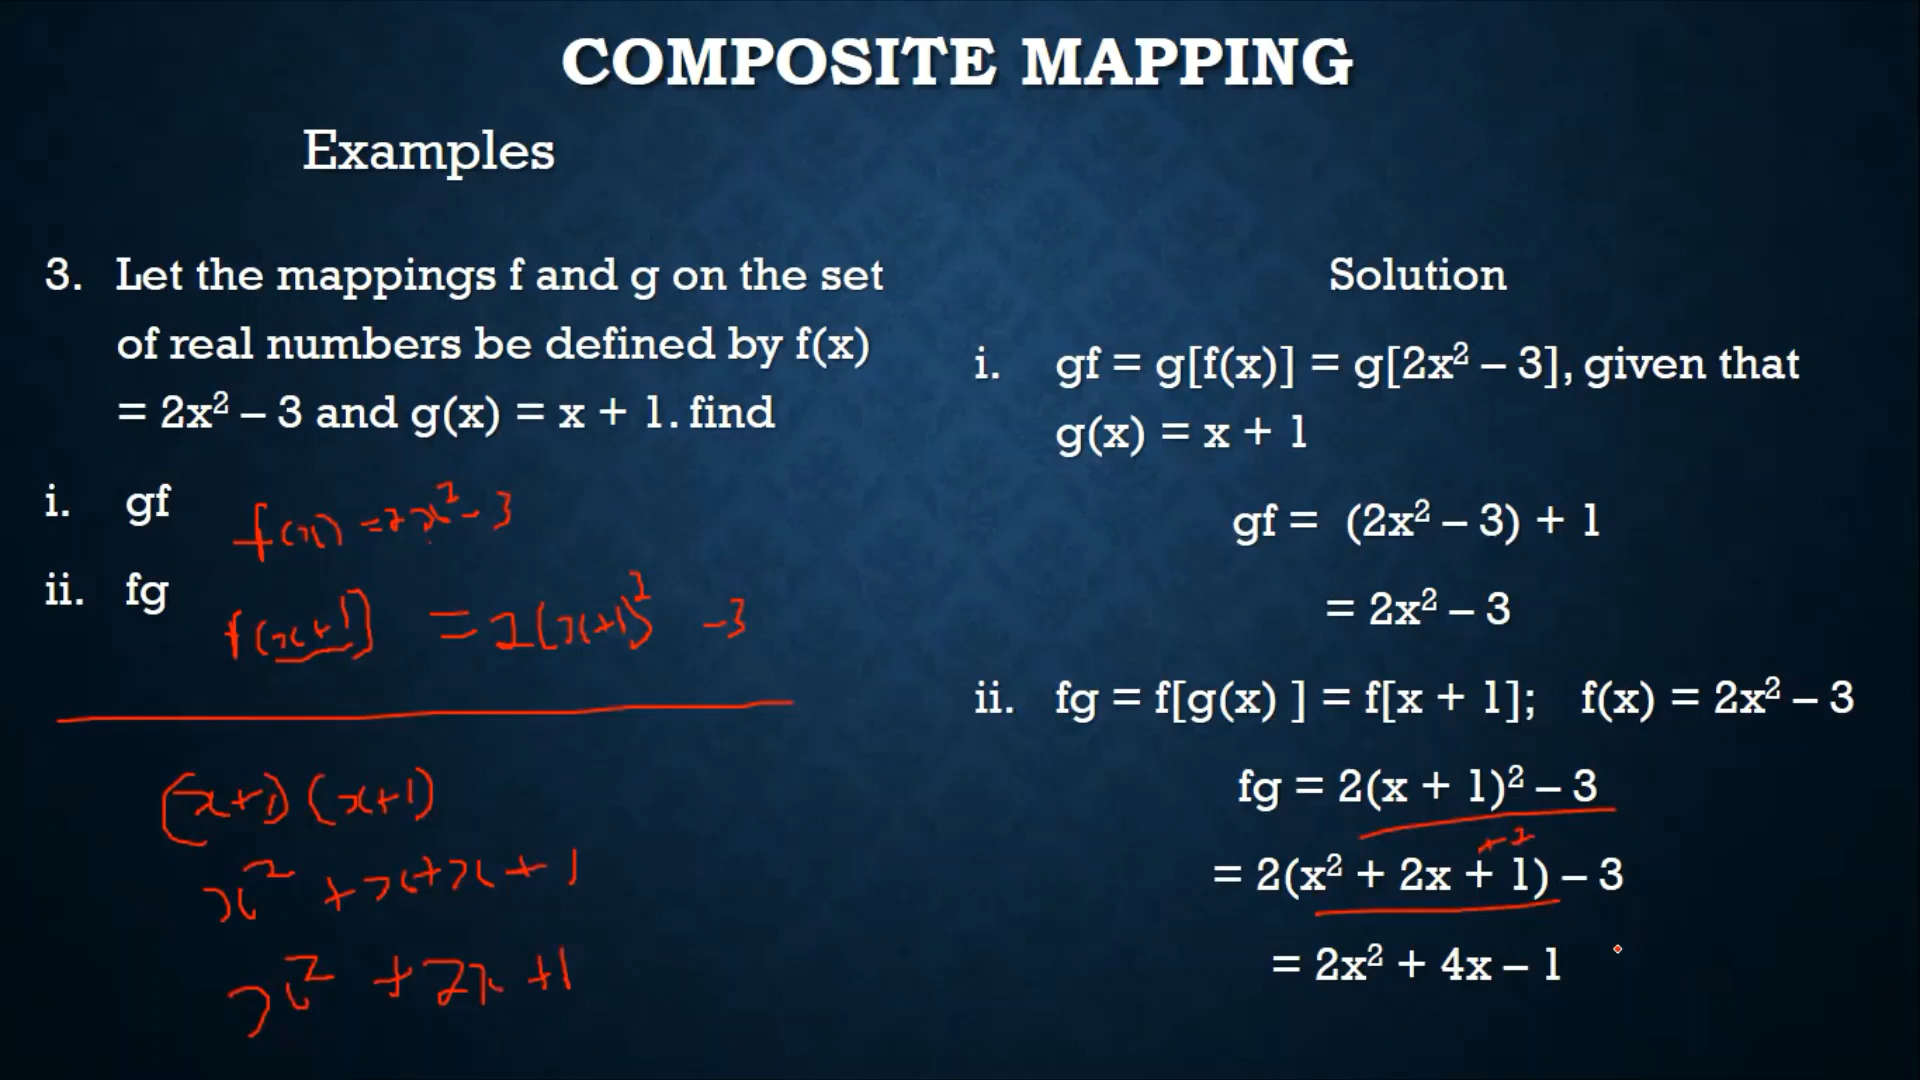 COMPOSITE MAPPING
Examples
3. Let the mappings f and g on the set
of real numbers be defined by f(x)
= 2x² – 3 and g(x) = x + 1. find
i. gf
f(x) = 2x² - 3
ii. fg
f(x+1) = 2(x+1)² -3
(x+1) (x+1)
x² + x + x + 1
x² + 2x + 1
Solution
i. gf = g[f(x)] = g[2x² – 3], given that
g(x) = x + 1
gf = (2x² – 3) + 1
= 2x² – 3
ii. fg = f[g(x) ] = f[x + 1]; f(x) = 2x² – 3
fg = 2(x + 1)² – 3
+2
= 2(x² + 2x + 1) – 3
= 2x² + 4x – 1